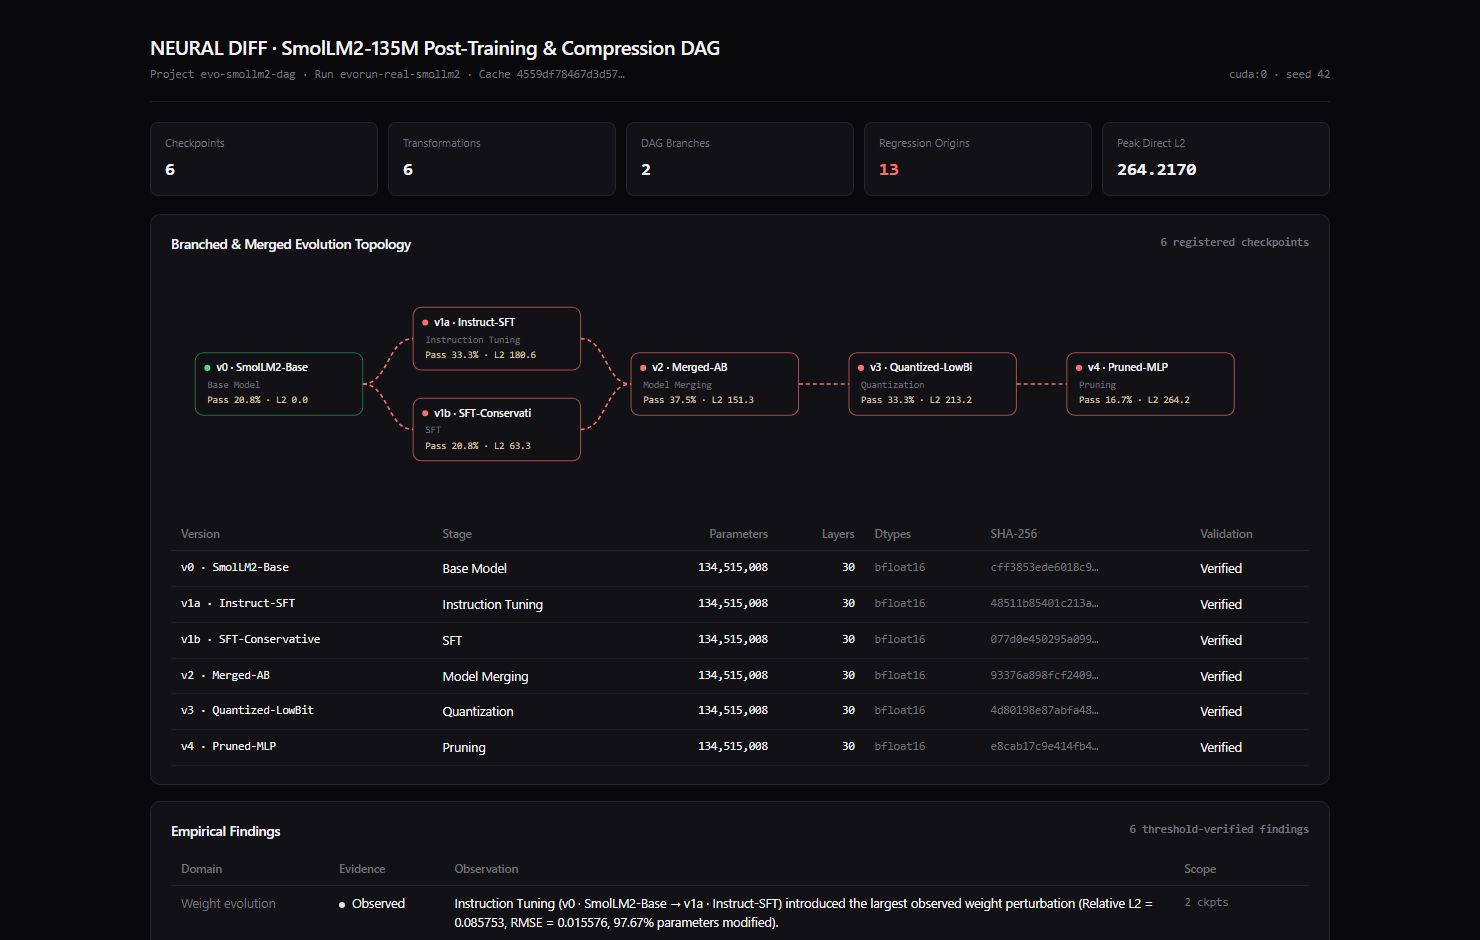 NEURAL DIFF · SmolLM2-135M Post-Training & Compression DAG
Project evo-smollm2-dag · Run evorun-real-smollm2 · Cache 4559df78467d3d57…
cuda:0 · seed 42
Checkpoints
6
Transformations
6
DAG Branches
2
Regression Origins
13
Peak Direct L2
264.2170
Branched & Merged Evolution Topology
6 registered checkpoints
v0 · SmolLM2-Base
Base Model
Pass 20.8% · L2 0.0
v1a · Instruct-SFT
Instruction Tuning
Pass 33.3% · L2 180.6
v1b · SFT-Conservati
SFT
Pass 20.8% · L2 63.3
v2 · Merged-AB
Model Merging
Pass 37.5% · L2 151.3
v3 · Quantized-LowBi
Quantization
Pass 33.3% · L2 213.2
v4 · Pruned-MLP
Pruning
Pass 16.7% · L2 264.2
Version Stage Parameters Layers Dtypes SHA-256 Validation
v0 · SmolLM2-Base Base Model 134,515,008 30 bfloat16 cff3853ede6018c9… Verified
v1a · Instruct-SFT Instruction Tuning 134,515,008 30 bfloat16 48511b85401c213a… Verified
v1b · SFT-Conservative SFT 134,515,008 30 bfloat16 077d0e450295a099… Verified
v2 · Merged-AB Model Merging 134,515,008 30 bfloat16 93376a898fcf2409… Verified
v3 · Quantized-LowBit Quantization 134,515,008 30 bfloat16 4d80198e87abfa48… Verified
v4 · Pruned-MLP Pruning 134,515,008 30 bfloat16 e8cab17c9e414fb4… Verified
Empirical Findings
6 threshold-verified findings
Domain Evidence Observation Scope
Weight evolution Observed Instruction Tuning (v0 · SmolLM2-Base → v1a · Instruct-SFT) introduced the largest observed weight perturbation (Relative L2 = 2 ckpts
0.085753, RMSE = 0.015576, 97.67% parameters modified).